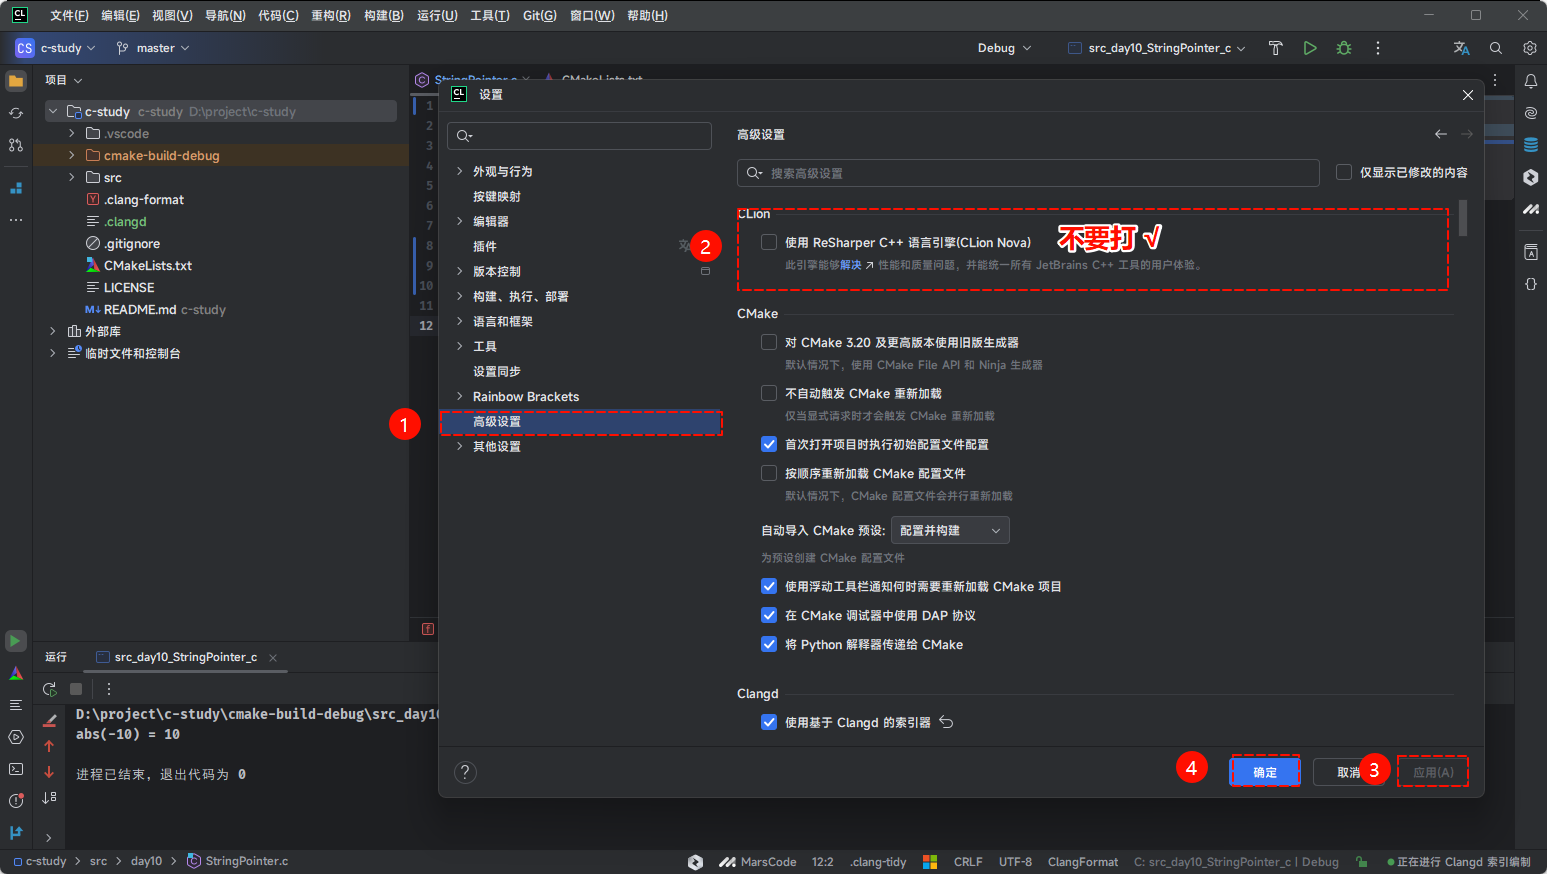 CL 文件(F) 编辑(E) 视图(V) 导航(N) 代码(C) 重构(R) 构建(B) 运行(U) 工具(T) Git(G) 窗口(W) 帮助(H)
CS c-study master Debug src_day10_StringPointer_c
项目
StringPointer.c CMakeLists.txt
c-study c-study D:\project\c-study
.vscode
cmake-build-debug
src
.clang-format
.clangd
.gitignore
CMakeLists.txt
LICENSE
README.md c-study
外部库
临时文件和控制台
1
2
3
4
5
6
7
8
9
10
11
12
CL 设置
外观与行为
按键映射
编辑器
插件
版本控制
构建、执行、部署
语言和框架
工具
设置同步
Rainbow Brackets
1 高级设置
其他设置
高级设置
搜索高级设置 仅显示已修改的内容
CLion
2 使用 ReSharper C++ 语言引擎(CLion Nova) 不要打 √
此引擎能够解决 ↗ 性能和质量问题，并能统一所有 JetBrains C++ 工具的用户体验。
CMake
对 CMake 3.20 及更高版本使用旧版生成器
默认情况下，使用 CMake File API 和 Ninja 生成器
不自动触发 CMake 重新加载
仅当显式请求时才会触发 CMake 重新加载
首次打开项目时执行初始配置文件配置
按顺序重新加载 CMake 配置文件
默认情况下，CMake 配置文件会并行重新加载
自动导入 CMake 预设: 配置并构建
为预设创建 CMake 配置文件
使用浮动工具栏通知何时需要重新加载 CMake 项目
在 CMake 调试器中使用 DAP 协议
将 Python 解释器传递给 CMake
Clangd
使用基于 Clangd 的索引器
? 4 确定 取消 3 应用(A)
运行 src_day10_StringPointer_c
D:\project\c-study\cmake-build-debug\src_day10
abs(-10) = 10
进程已结束，退出代码为 0
c-study > src > day10 > StringPointer.c MarsCode 12:2 .clang-tidy CRLF UTF-8 ClangFormat C: src_day10_StringPointer_c | Debug 正在进行 Clangd 索引编制